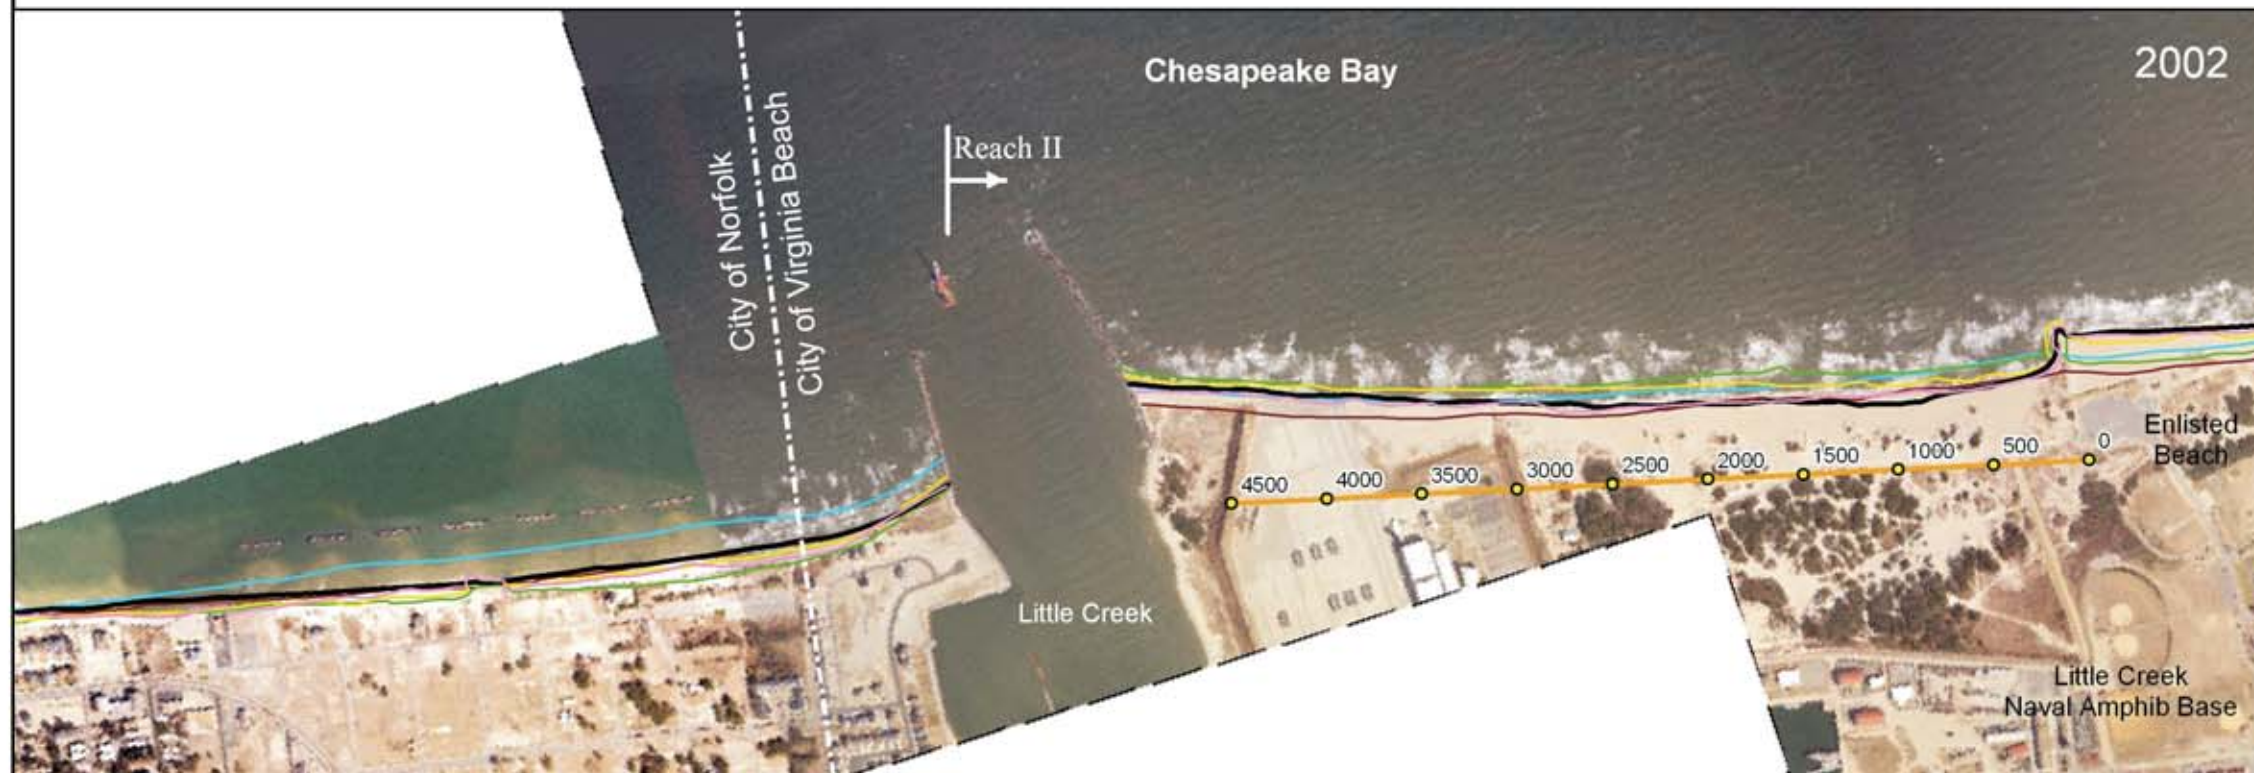 2002
Chesapeake Bay
Reach II
City of Norfolk
City of Virginia Beach
Enlisted
Beach
4500
4000
3500
3000
2500
2000
1500
1000
500
0
Little Creek
Little Creek
Naval Amphib Base